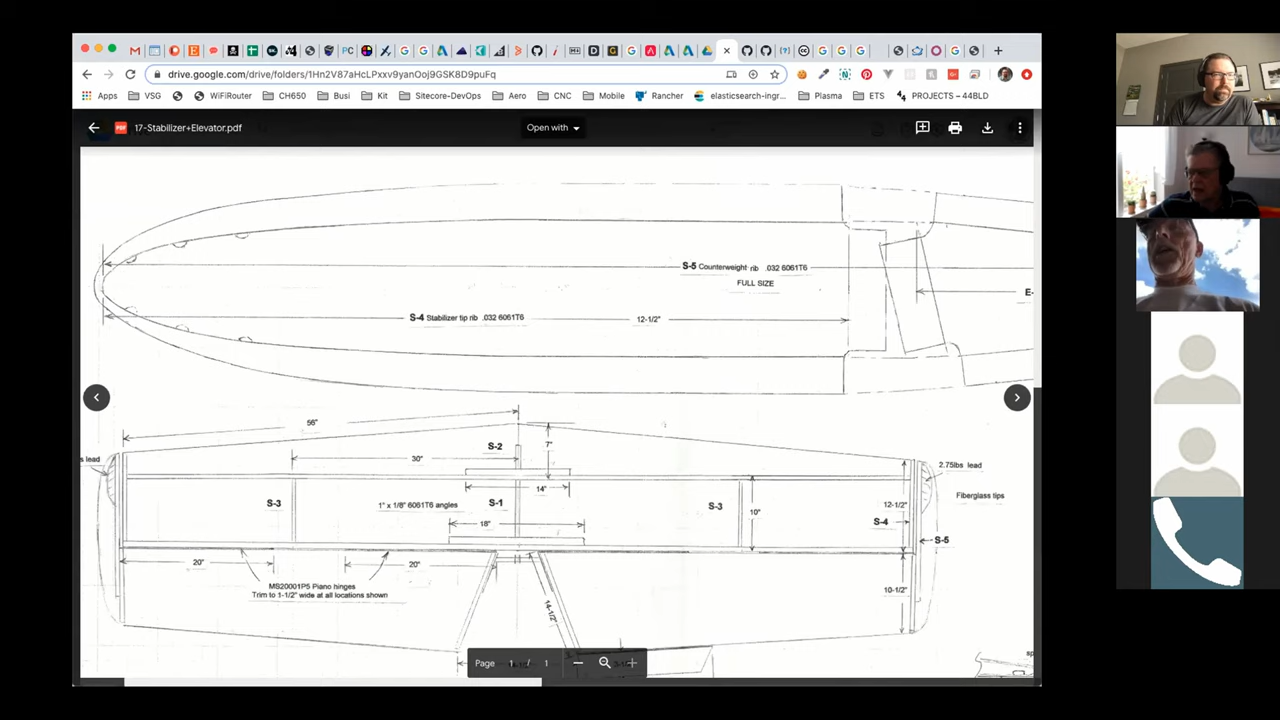 drive.google.com/drive/folders/1Hn2V87aHcLPxxv9yanOoj9GSK8D9puFq
Apps VSG WiFiRouter CH650 Busi Kit Sitecore-DevOps Aero CNC Mobile Rancher elasticsearch-ingr... Plasma ETS PROJECTS – 44BLD
PDF 17-Stabilizer+Elevator.pdf Open with
S-5 Counterweight rib .032 6061T6
FULL SIZE
E-
S-4 Stabilizer tip rib .032 6061T6 12-1/2"
56"
S-2 7"
s lead 30" 2.75lbs lead
14" Fiberglass tips
S-3 1" x 1/8" 6061T6 angles S-1 S-3 10" 12-1/2"
18" S-4
S-5
20" 20"
MS20001P5 Piano hinges
Trim to 1-1/2" wide at all locations shown
10-1/2"
14-1/2"
Page 1 / 1
sp